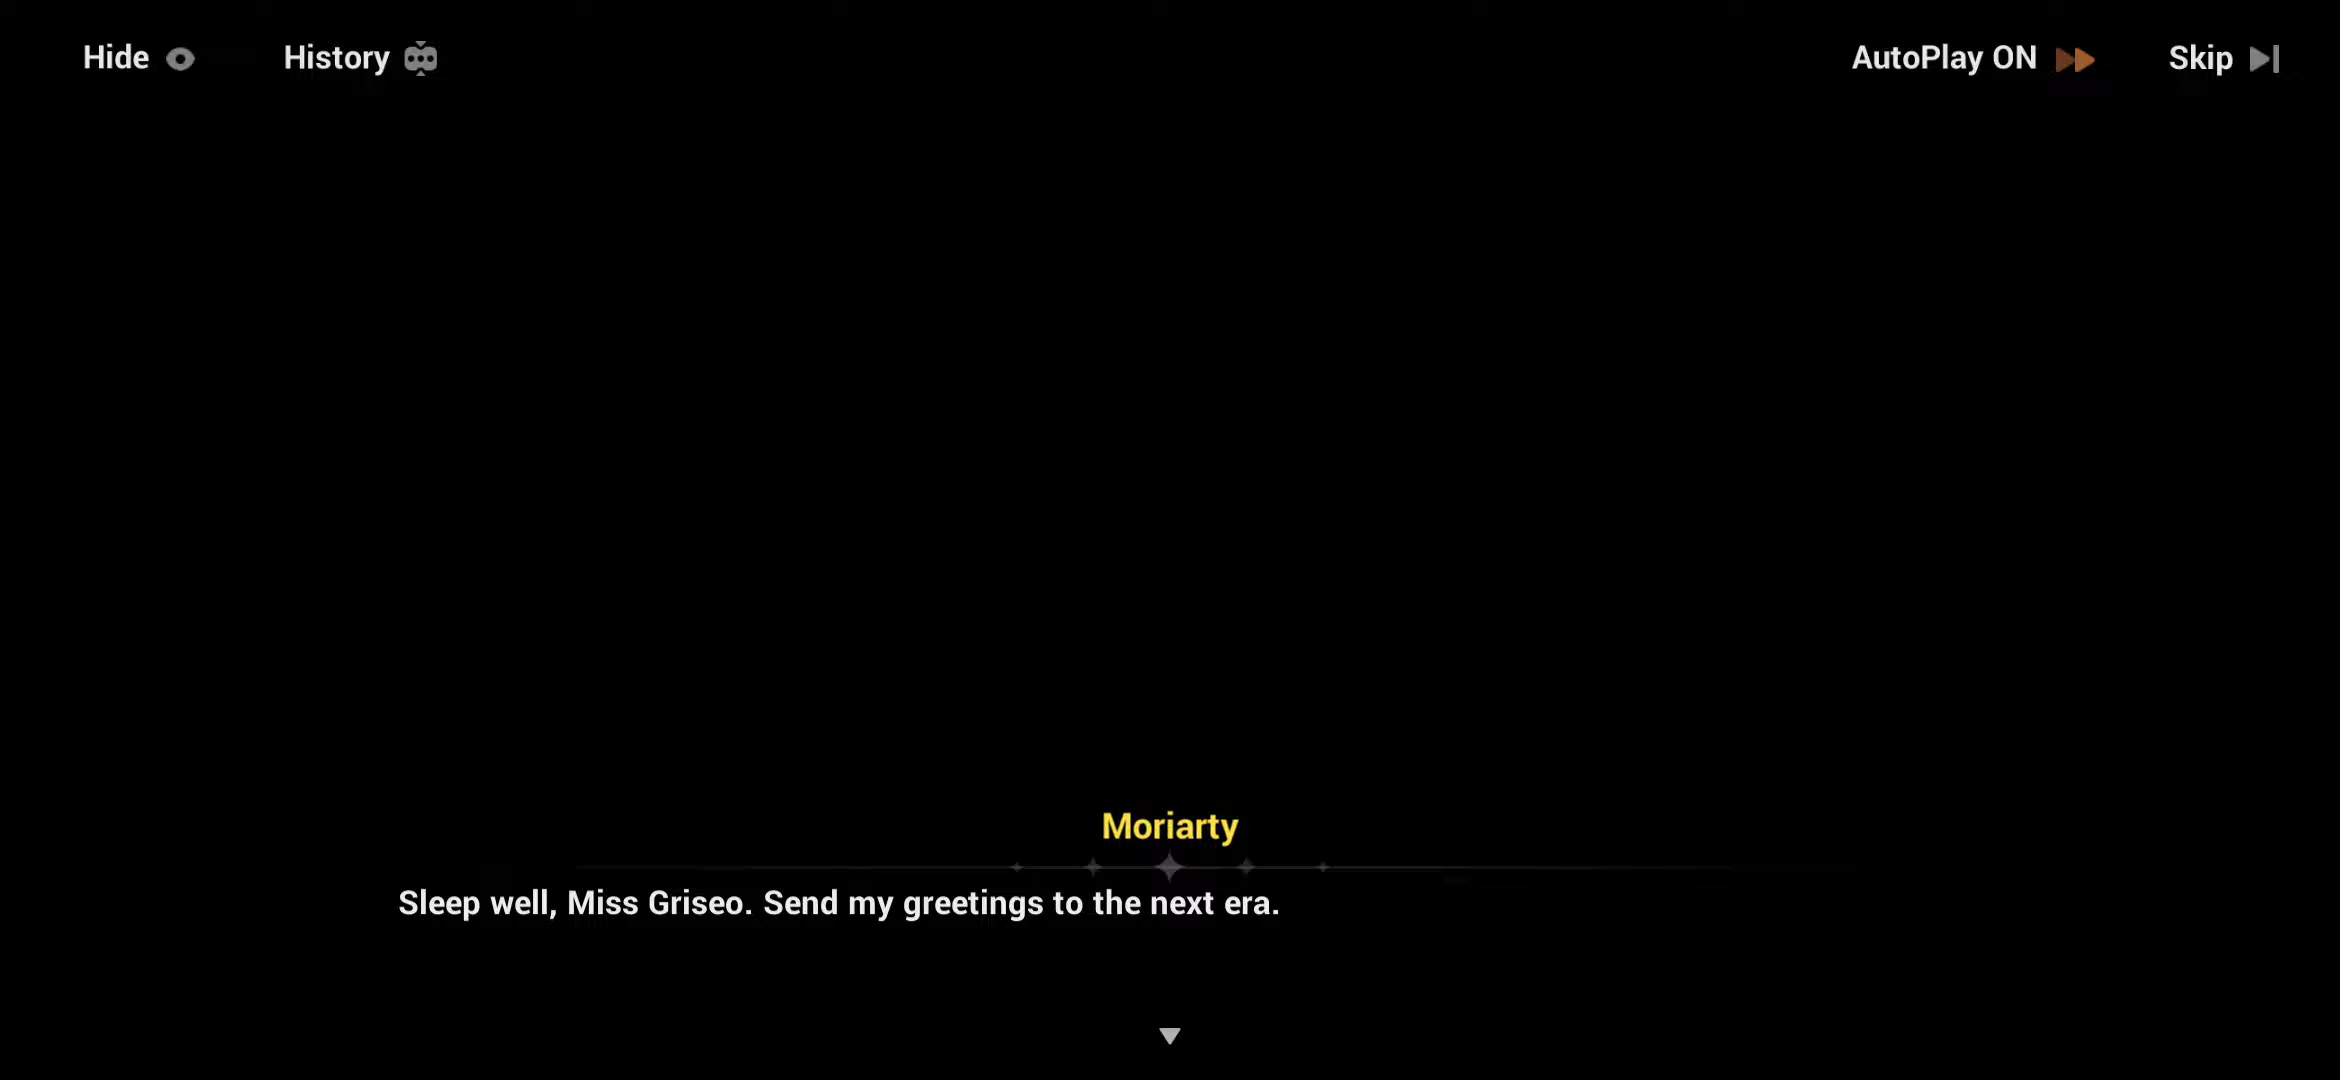 Hide
History
AutoPlay ON
Skip
Moriarty
Sleep well, Miss Griseo. Send my greetings to the next era.